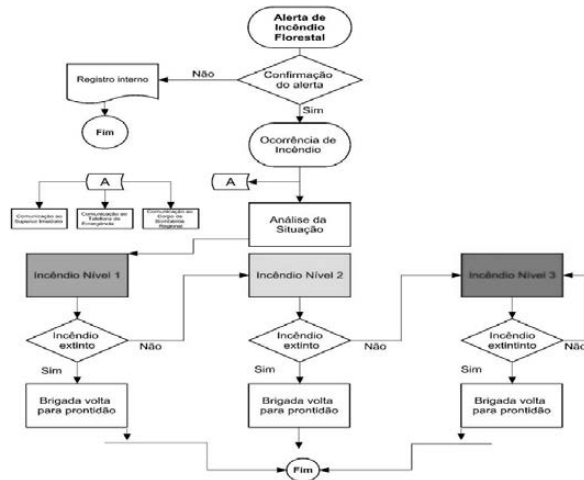 Alerta de
Incêndio
Florestal
Registro interno
Não
Confirmação
do alerta
Sim
Fim
Ocorrência de
Incêndio
A
A
Comunicação ao
Superior Imediato
Comunicação ao
Telefone de
Emergência
Comunicação ao
Corpo de
Bombeiros
Regional
Análise da
Situação
Incêndio Nível 1
Incêndio Nível 2
Incêndio Nível 3
Incêndio
extinto
Não
Incêndio
extinto
Não
Incêndio
extintinto
Não
Sim
Sim
Sim
Brigada volta
para prontidão
Brigada volta
para prontidão
Brigada volta
para prontidão
Fim